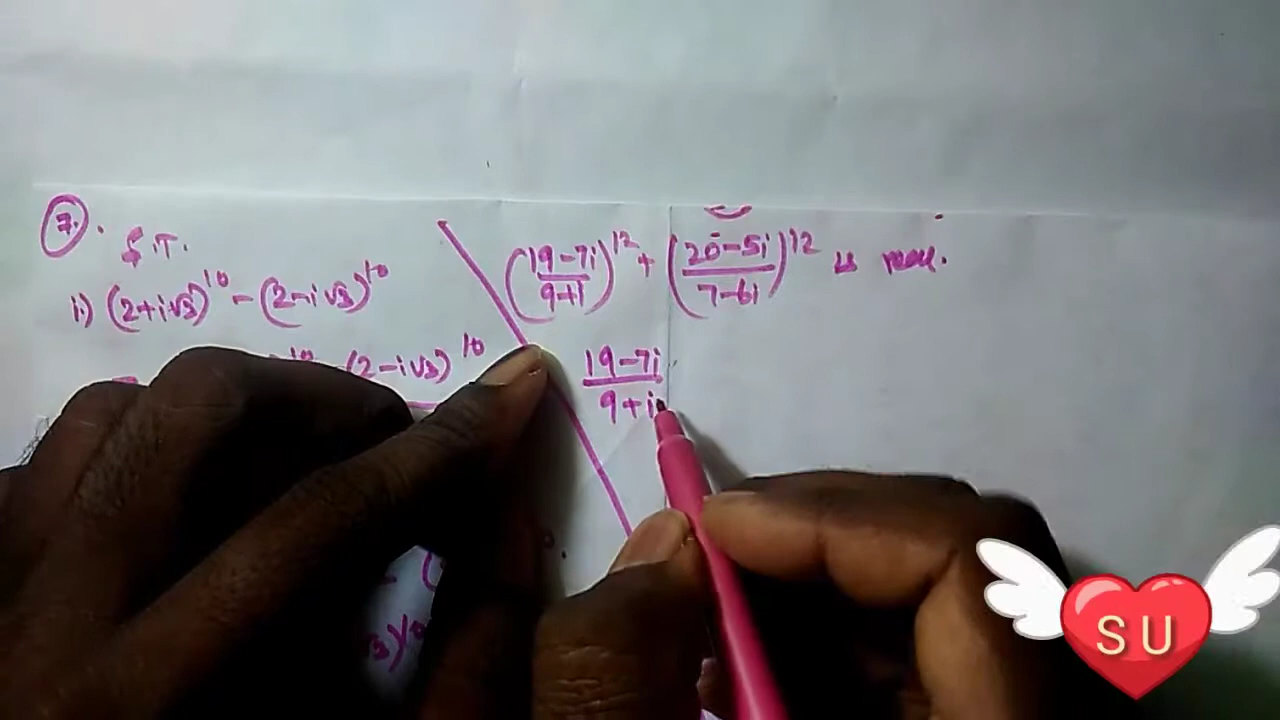 7.
S.T.
i) (2+i√3)^10 - (2-i√3)^10
10 (2-i√3)^10
((19-7i)/(9+i))^12 + ((20-5i)/(7-6i))^12 is real.
(19-7i)/(9+i)
SU